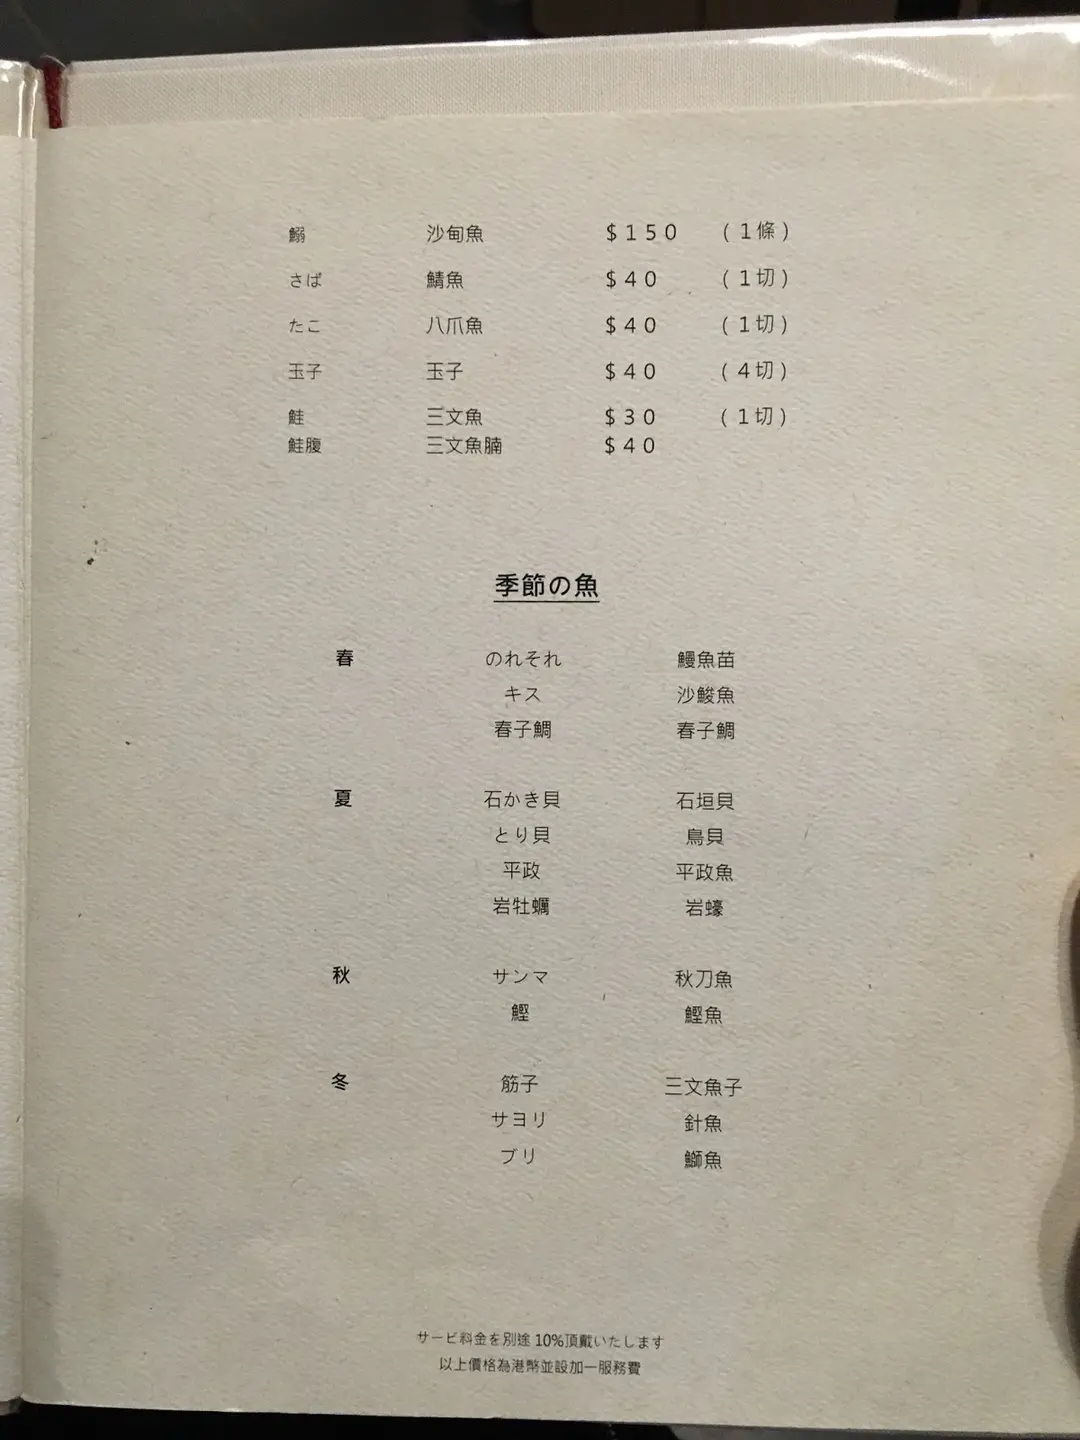 鰯 沙甸魚 $150 (1條)
さば 鯖魚 $40 (1切)
たこ 八爪魚 $40 (1切)
玉子 玉子 $40 (4切)
鮭 三文魚 $30 (1切)
鮭腹 三文魚腩 $40
季節の魚
春 のれそれ 鰻魚苗
キス 沙鮻魚
春子鯛 春子鯛
夏 石かき貝 石垣貝
とり貝 鳥貝
平政 平政魚
岩牡蠣 岩蠔
秋 サンマ 秋刀魚
鰹 鰹魚
冬 筋子 三文魚子
サヨリ 針魚
ブリ 鰤魚
サービ料金を別途 10%頂戴いたします
以上價格為港幣並設加一服務費